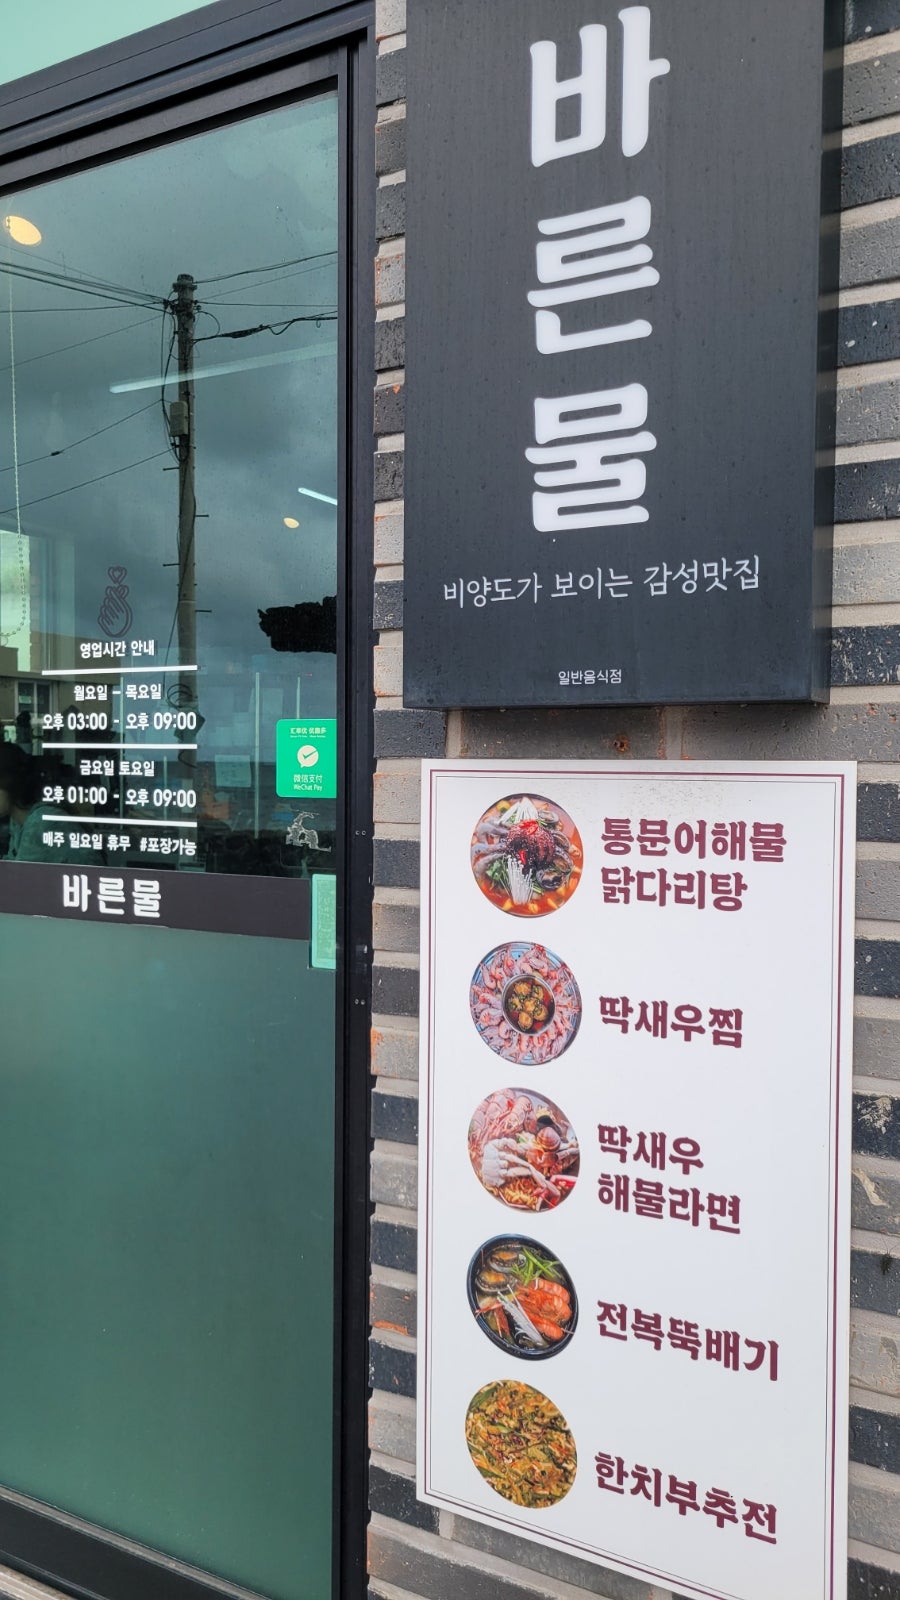 바른물
비양도가 보이는 감성맛집
일반음식점
영업시간 안내
월요일 - 목요일
오후 03:00 - 오후 09:00
금요일 토요일
오후 01:00 - 오후 09:00
매주 일요일 휴무 #포장가능
바른물
微信支付
WeChat Pay
통문어해물
닭다리탕
딱새우찜
딱새우
해물라면
전복뚝배기
한치부추전